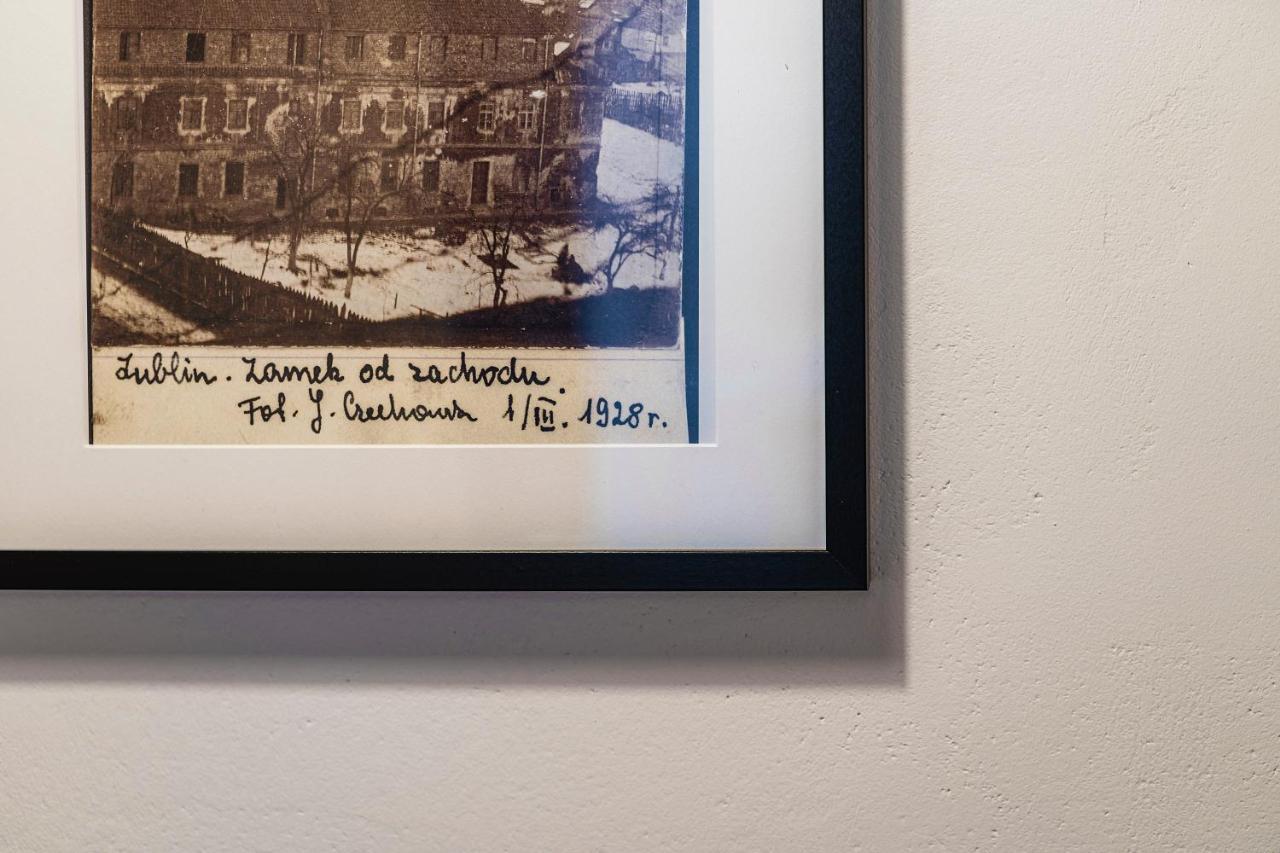 Lublin. Zamek od zachodu.
Fot. J. Czechowicz 1/III. 1928 r.